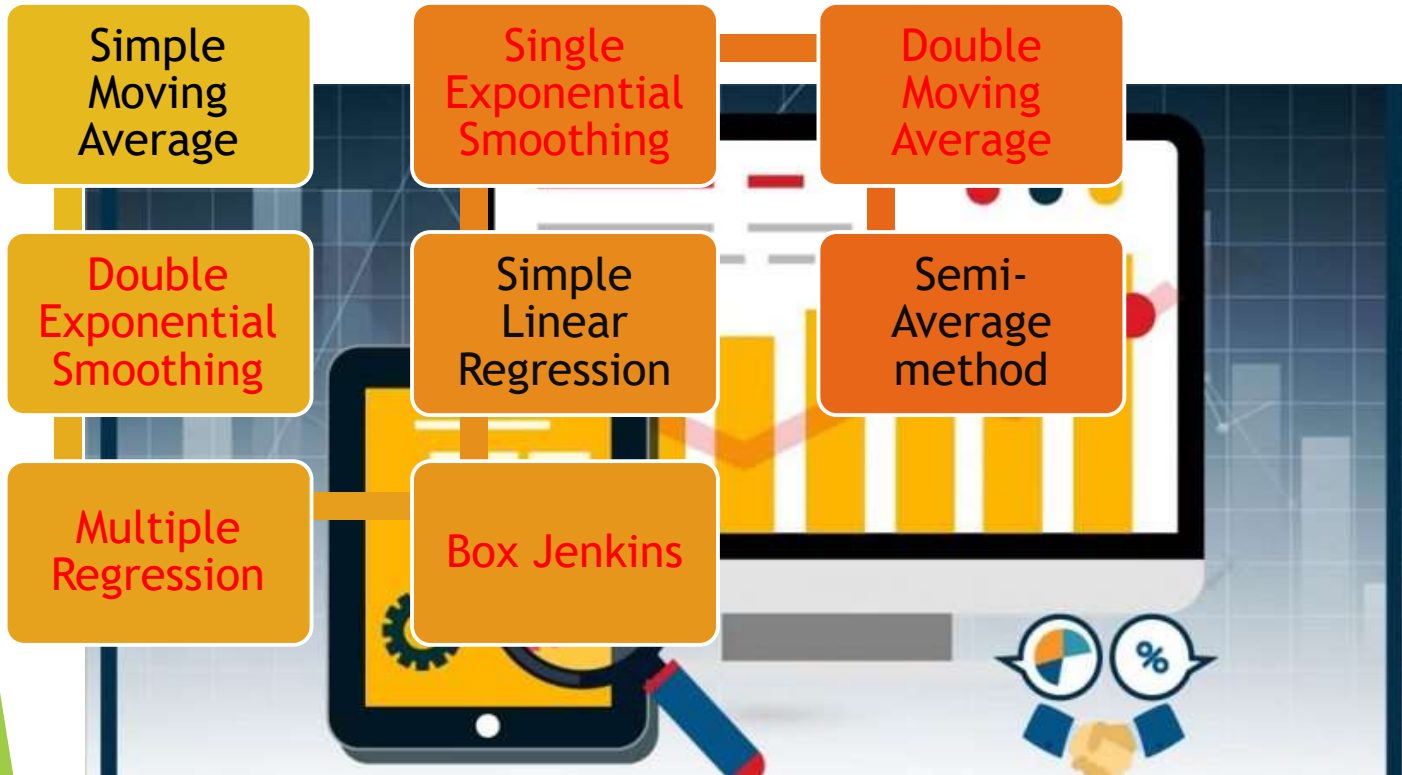 Simple
Moving
Average
Double
Exponential
Smoothing
Multiple
Regression
Box Jenkins
Simple
Linear
Regression
Single
Exponential
Smoothing
Double
Moving
Average
Semi-
Average
method
%